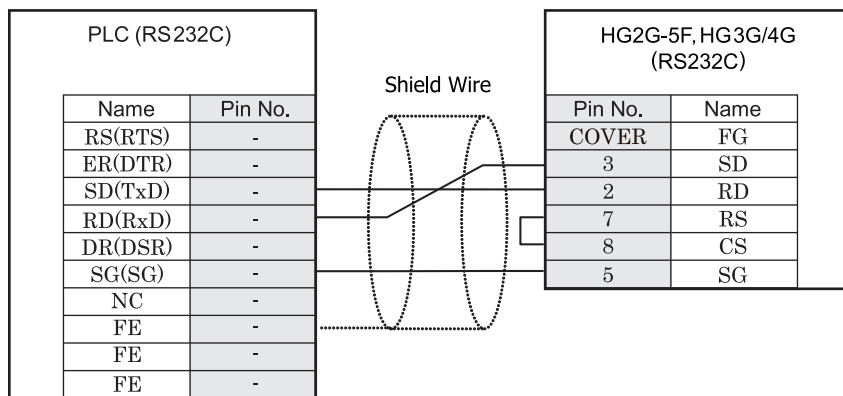 PLC (RS232C)
Name Pin No.
RS(RTS) -
ER(DTR) -
SD(TxD) -
RD(RxD) -
DR(DSR) -
SG(SG) -
NC -
FE -
FE -
FE -
Shield Wire
HG2G-5F, HG3G/4G
(RS232C)
Pin No. Name
COVER FG
3 SD
2 RD
7 RS
8 CS
5 SG